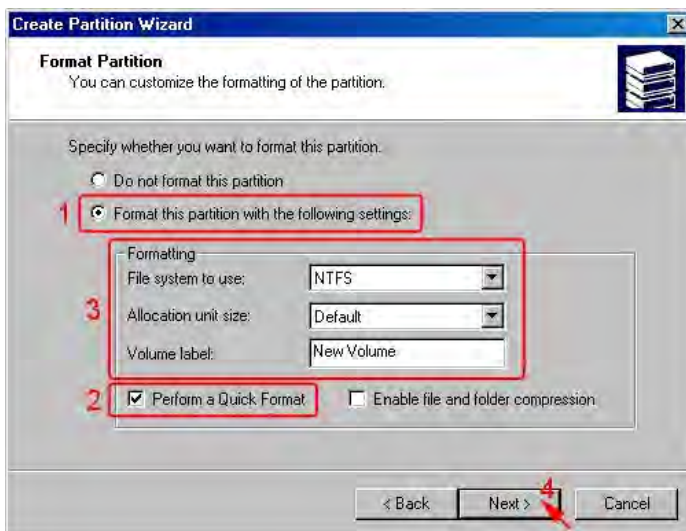 Create Partition Wizard
Format Partition
You can customize the formatting of the partition.
Specify whether you want to format this partition.
Do not format this partition
1 Format this partition with the following settings:
Formatting
File system to use: NTFS
3 Allocation unit size: Default
Volume label: New Volume
2 Perform a Quick Format Enable file and folder compression
< Back Next > 4 Cancel